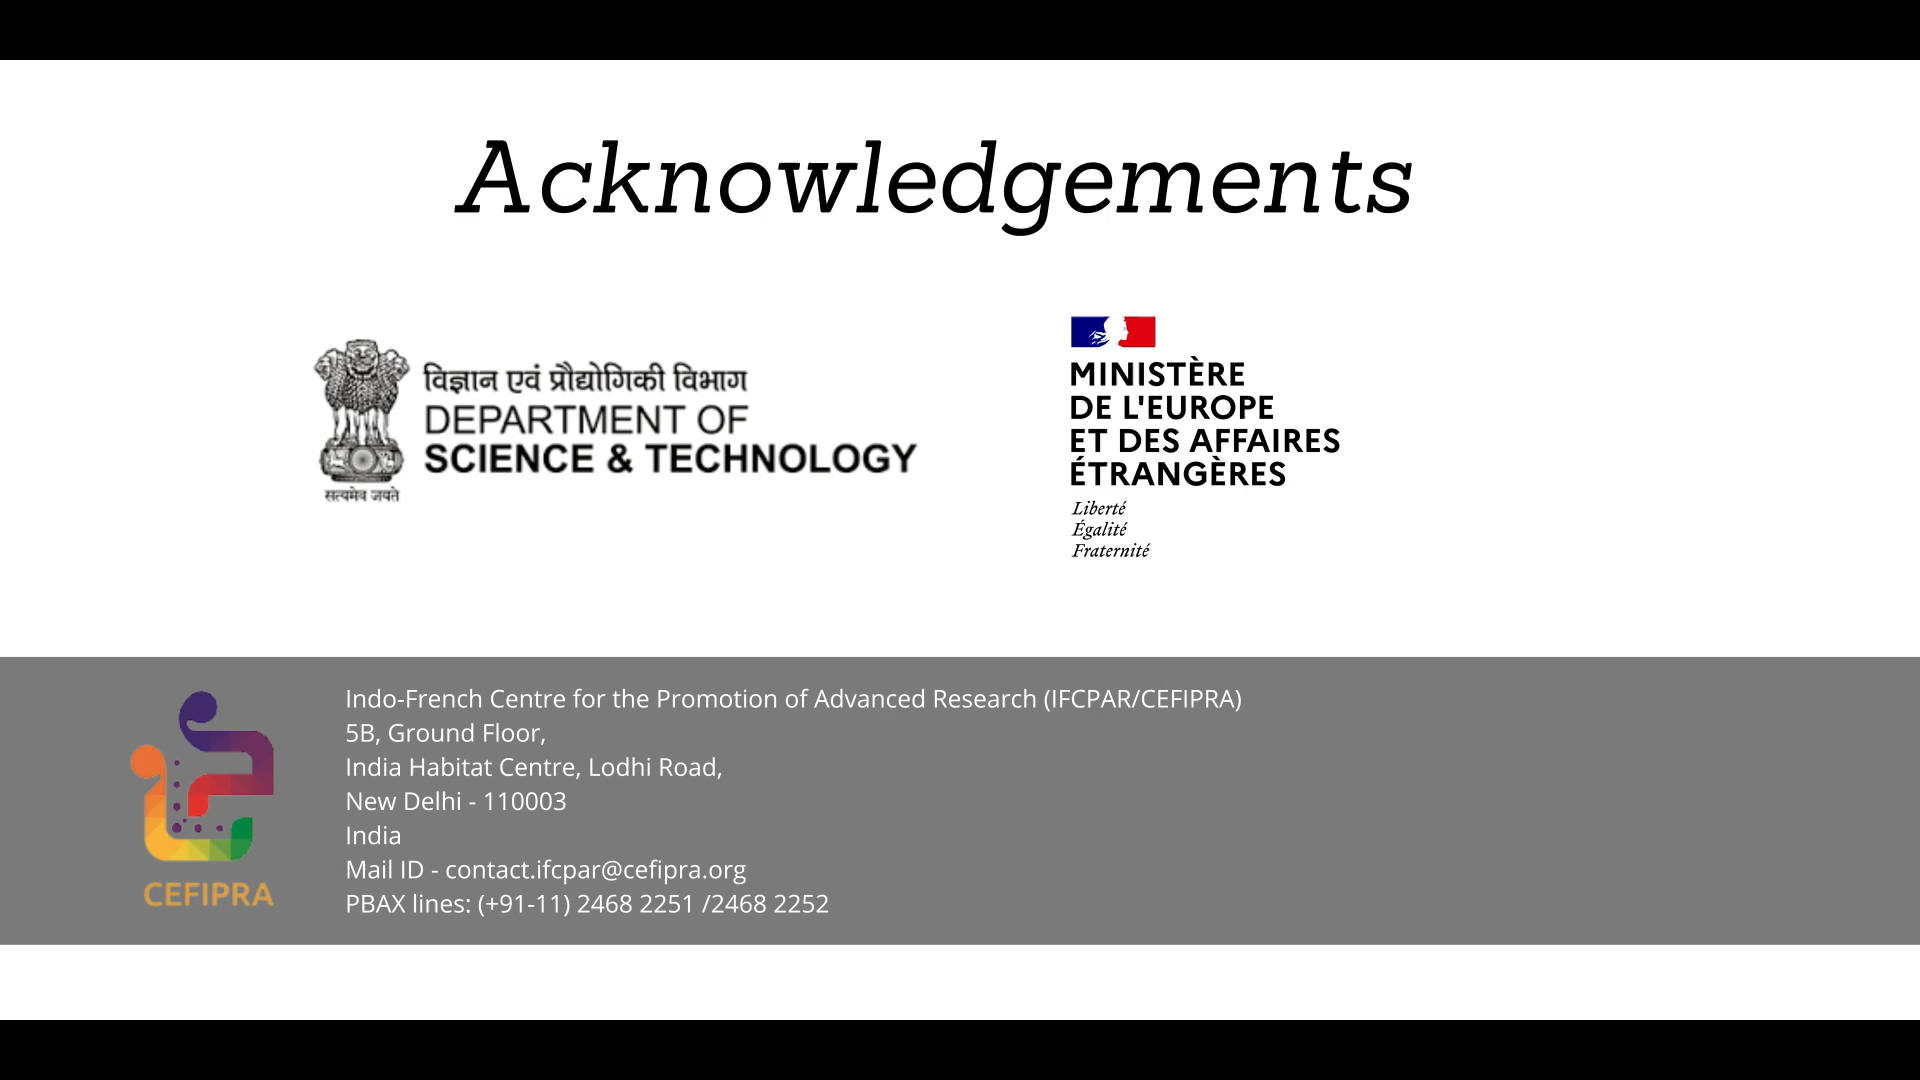 Acknowledgements
विज्ञान एवं प्रौद्योगिकी विभाग
DEPARTMENT OF
SCIENCE & TECHNOLOGY
सत्यमेव जयते
MINISTÈRE
DE L'EUROPE
ET DES AFFAIRES
ÉTRANGÈRES
Liberté
Égalité
Fraternité
CEFIPRA
Indo-French Centre for the Promotion of Advanced Research (IFCPAR/CEFIPRA)
5B, Ground Floor,
India Habitat Centre, Lodhi Road,
New Delhi - 110003
India
Mail ID - contact.ifcpar@cefipra.org
PBAX lines: (+91-11) 2468 2251 /2468 2252